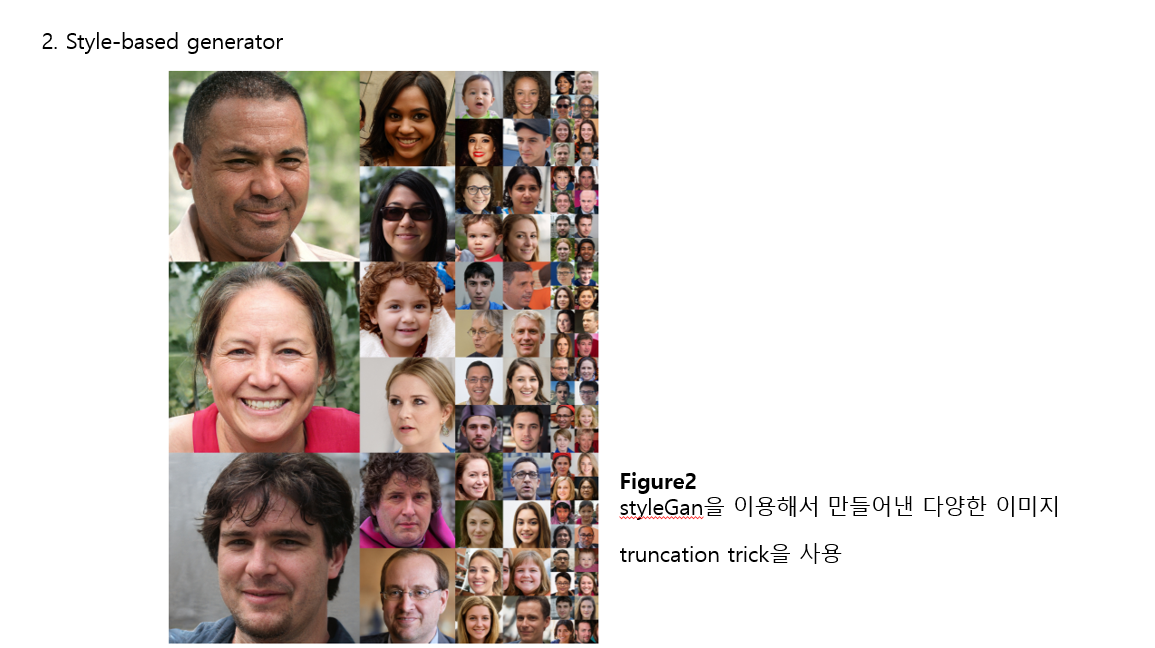 2. Style-based generator
Figure2
styleGan을 이용해서 만들어낸 다양한 이미지
truncation trick을 사용